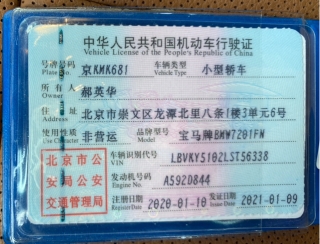 中华人民共和国机动车行驶证
Vehicle License of the People's Republic of China
号牌号码 京KMK681 车辆类型 小型轿车
Plate No. Vehicle Type
所有人 郝英华
Owner
住址 北京市崇文区龙潭北里八条1楼3单元6号
Address
使用性质 非营运 品牌型号 宝马牌BMW7201FN
Use Character Model
北京市公安局公安交通管理局
车辆识别代号 LBVKY5102LST56338
VIN
发动机号码 A592D844
Engine No.
注册日期 2020-01-10 发证日期 2021-01-09
Register Date Issue Date